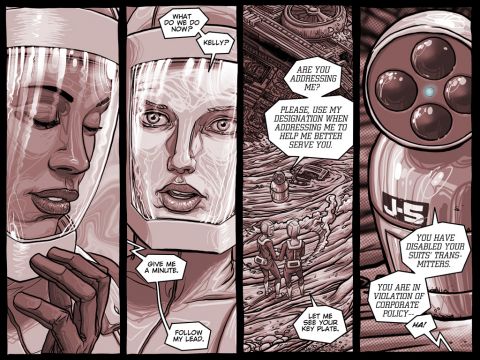 WHAT
DO WE DO
NOW?
KELLY?
GIVE ME
A MINUTE.
FOLLOW
MY LEAD.
ARE YOU
ADDRESSING
ME?
PLEASE, USE MY
DESIGNATION WHEN
ADDRESSING ME TO
HELP ME BETTER
SERVE YOU.
LET ME
SEE YOUR
KEY PLATE.
J-5
YOU HAVE
DISABLED YOUR
SUITS' TRANS-
MITTERS.
YOU ARE IN
VIOLATION OF
CORPORATE
POLICY--
HA!